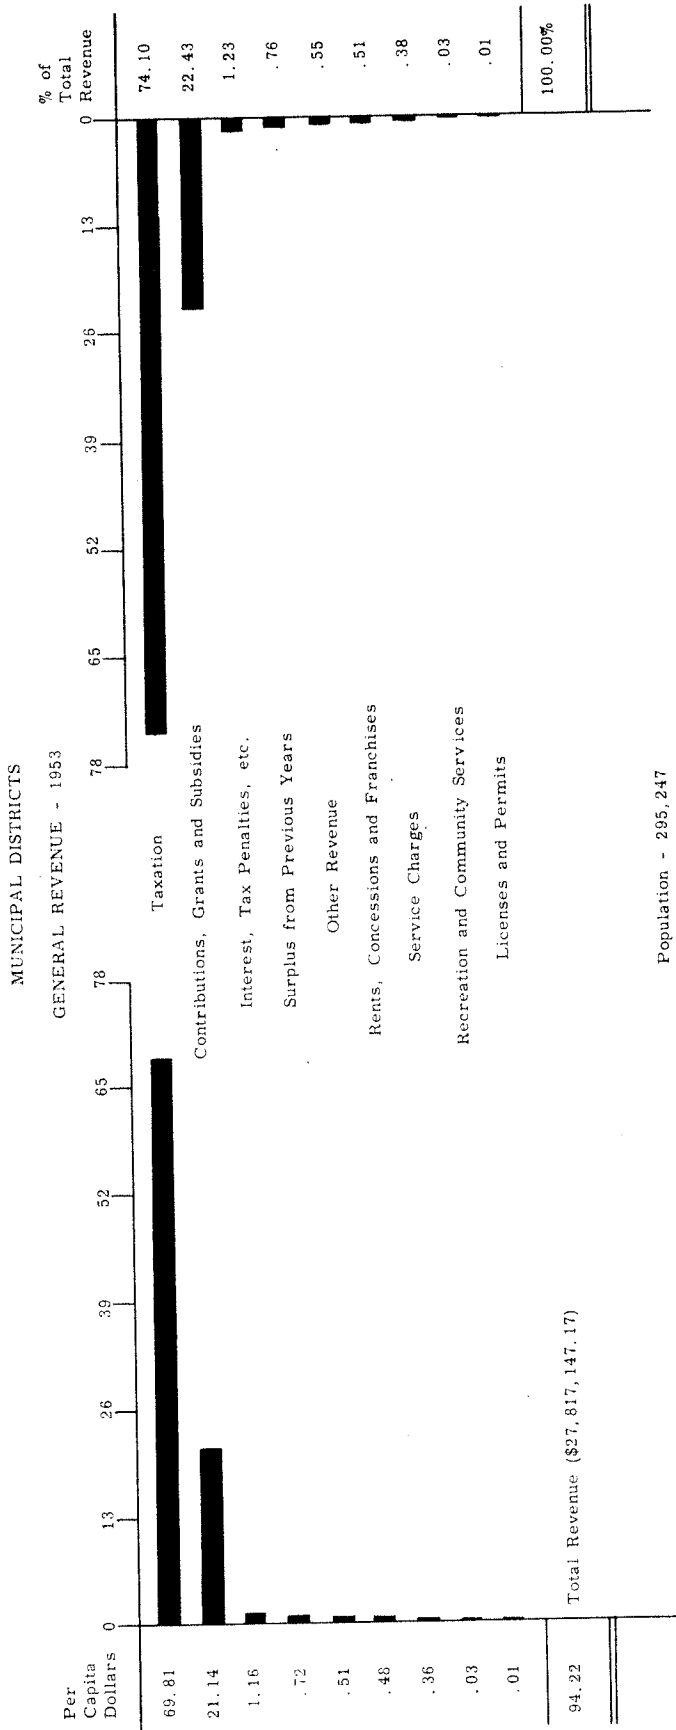 MUNICIPAL DISTRICTS
GENERAL REVENUE - 1953
Per
Capita
Dollars
0 13 26 39 52 65 78
78 65 52 39 26 13 0
% of
Total
Revenue
69.81 Taxation 74.10
21.14 Contributions, Grants and Subsidies 22.43
1.16 Interest, Tax Penalties, etc. 1.23
.72 Surplus from Previous Years .76
.51 Other Revenue .55
.48 Rents, Concessions and Franchises .51
.36 Service Charges .38
.03 Recreation and Community Services .03
.01 Licenses and Permits .01
94.22 Total Revenue ($27,817,147.17) 100.00%
Population - 295,247